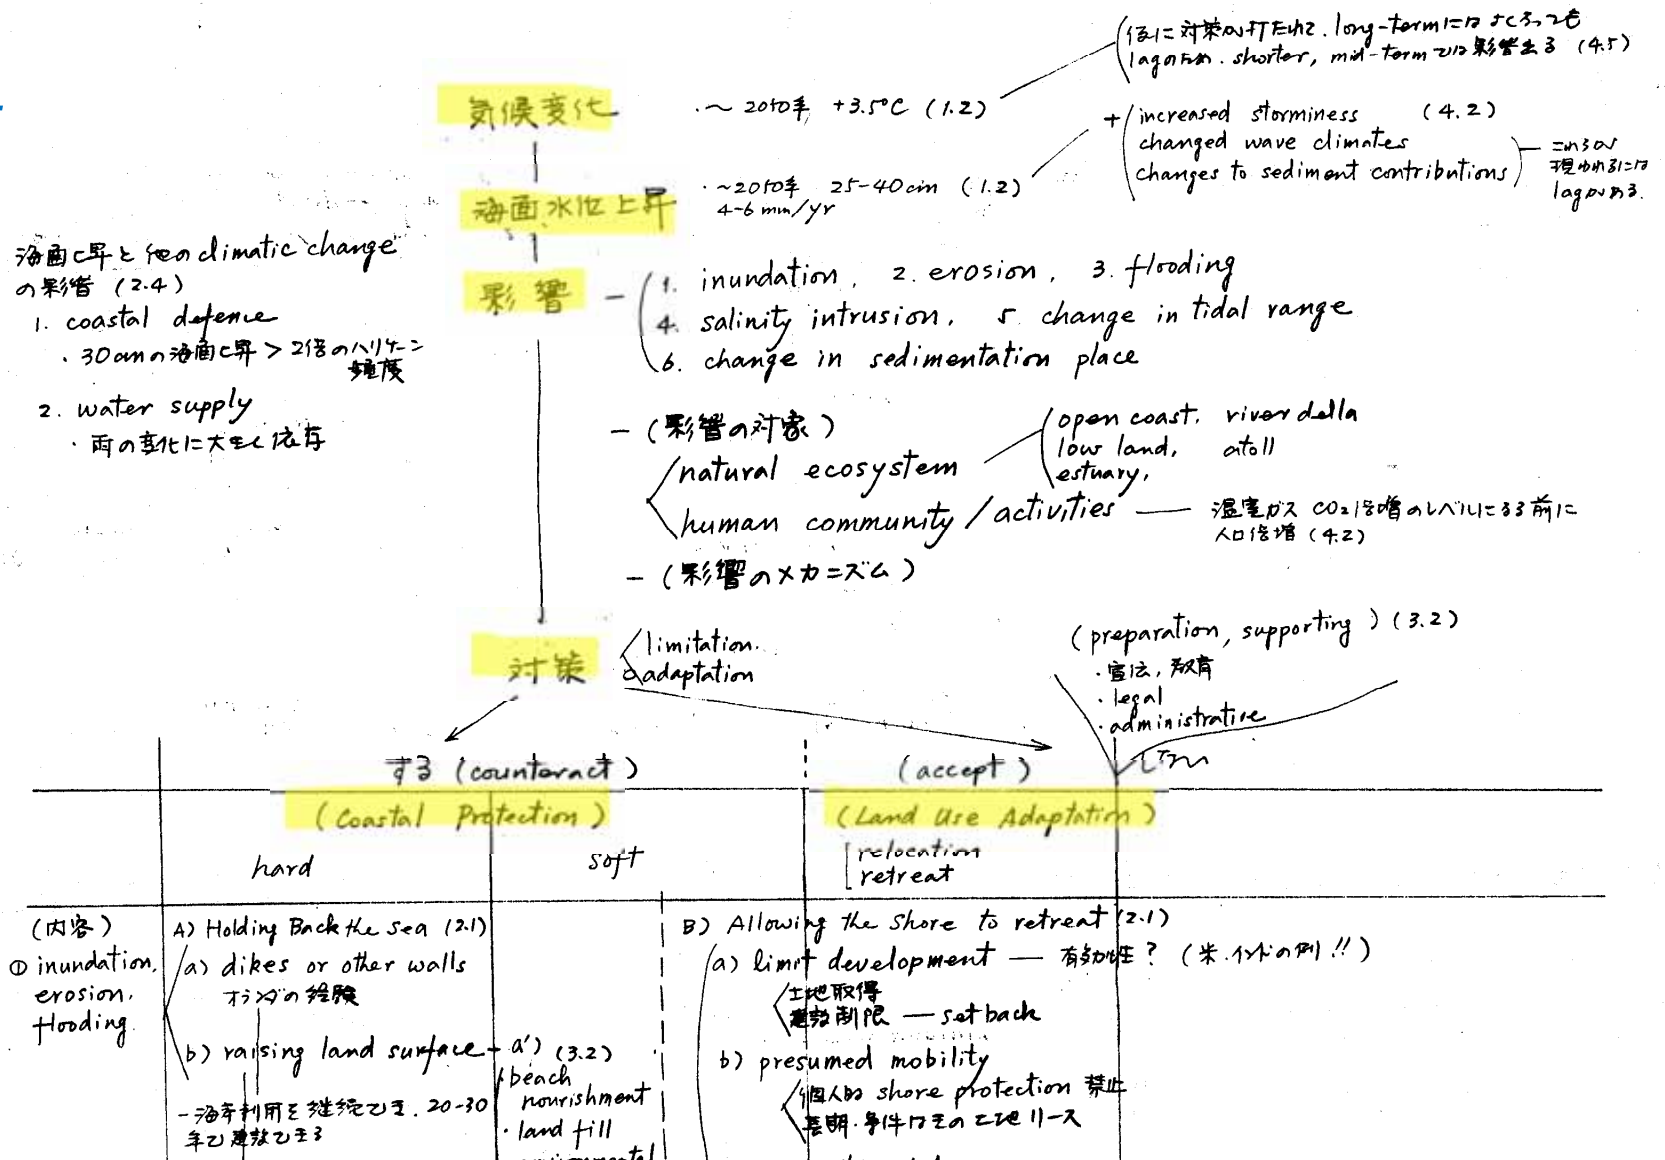 仮に対策が打たれて、long-termにはよくなっても
lagのため、shorter, mid-termでは影響出る (4.5)
気候変化
・〜2050年 +3.5℃ (1.2)
+ increased storminess (4.2)
changed wave climates
changes to sediment contributions
これらが
現われるには
lagがある.
海面水位上昇
・〜2050年 25-40cm (1.2)
4-6 mm/yr
海面上昇と他のclimatic change
の影響 (2.4)
1. coastal defence
・30cmの海面上昇 > 2倍のハリケーン
頻度
2. water supply
・雨の変化に大きく依存
影響
1. inundation, 2. erosion, 3. flooding
4. salinity intrusion, 5. change in tidal range
6. change in sedimentation place
- (影響の対象)
natural ecosystem
open coast, river della
low land, atoll
estuary,
human community / activities
温室ガス CO2倍増のレベルになる前に
人口倍増 (4.2)
- (影響のメカニズム)
対策
limitation.
adaptation
(preparation, supporting) (3.2)
・宣伝, 教育
・legal
・administrative
する (counteract)
(accept)
しない
(Coastal Protection)
(Land Use Adaptation)
hard
soft
relocation
retreat
(内容)
① inundation,
erosion,
flooding.
A) Holding Back the Sea (2.1)
a) dikes or other walls
オランダの経験
b) raising land surface
- 海岸利用を継続でき, 20-30
年で建設できる
a') (3.2)
・beach
nourishment
・land fill
environmental
B) Allowing the Shore to retreat (2.1)
a) limit development — 有効性? (米.インドの例!!)
土地取得
建設制限 — set back
b) presumed mobility
個人的 shore protection 禁止
長期・条件付きの土地リース